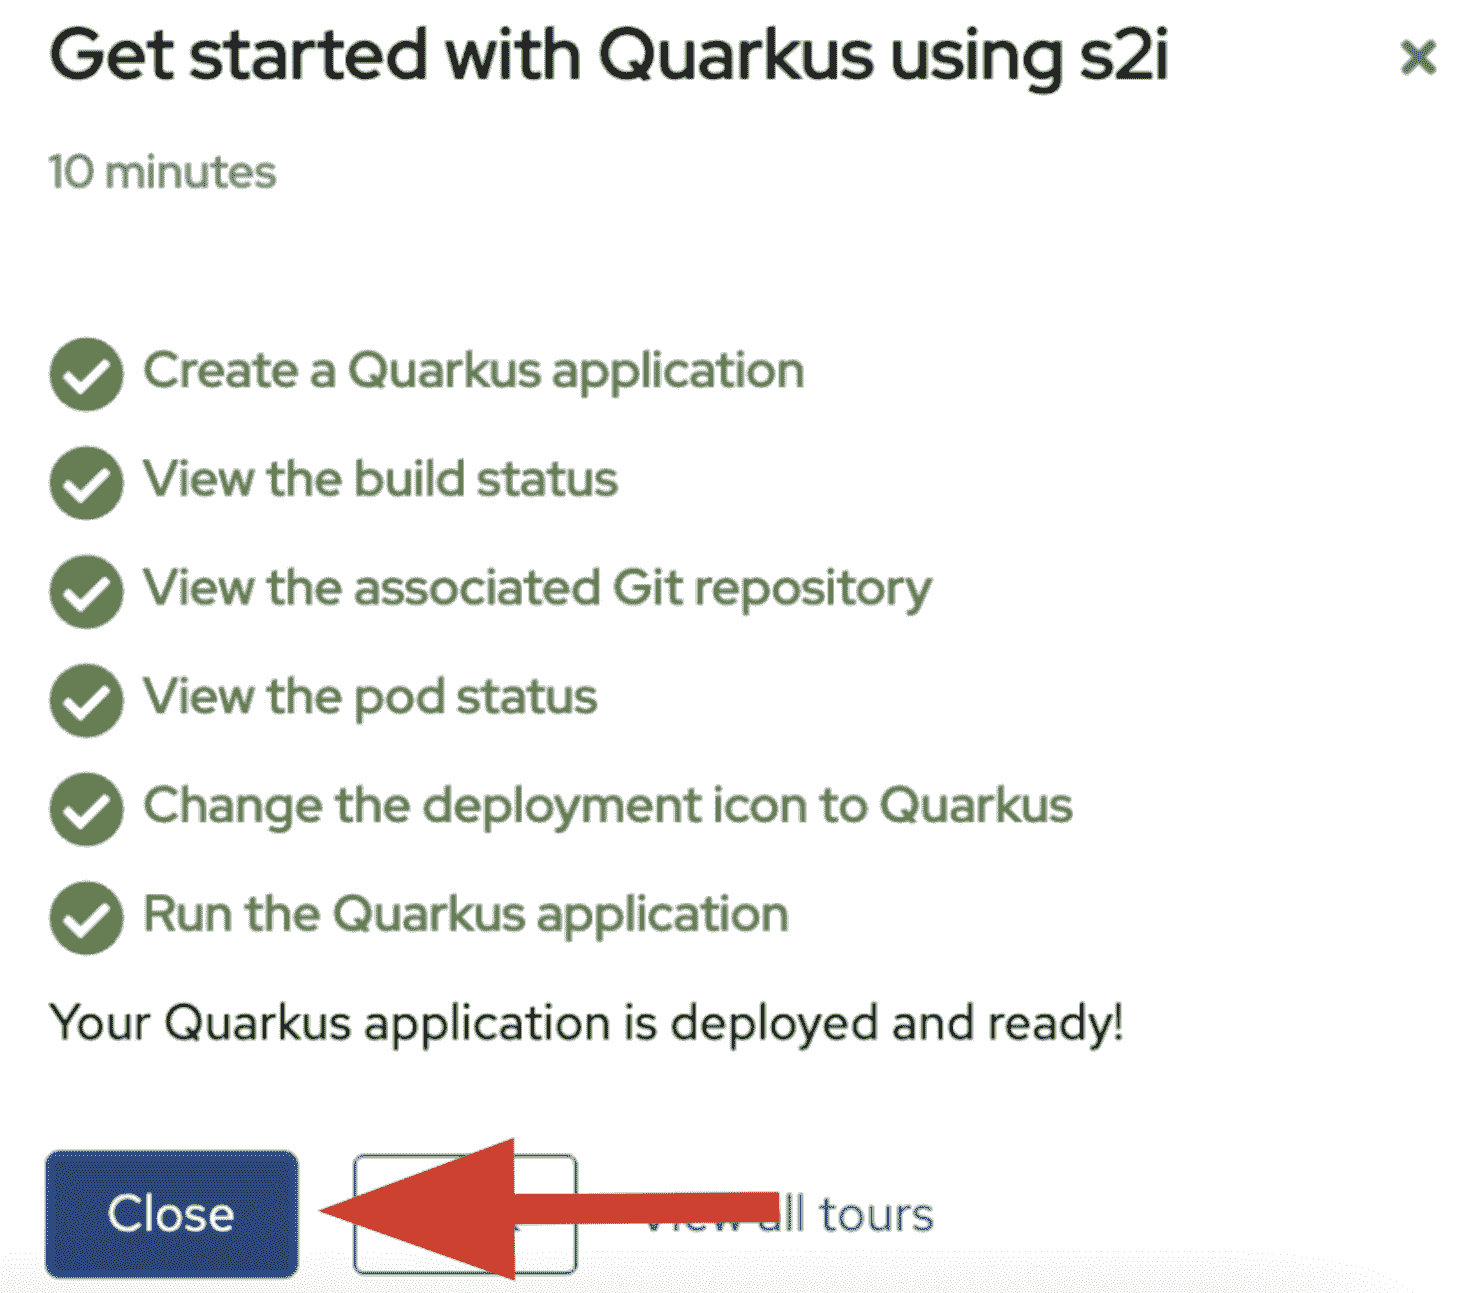 Get started with Quarkus using s2i
10 minutes
Create a Quarkus application
View the build status
View the associated Git repository
View the pod status
Change the deployment icon to Quarkus
Run the Quarkus application
Your Quarkus application is deployed and ready!
Close
View all tours